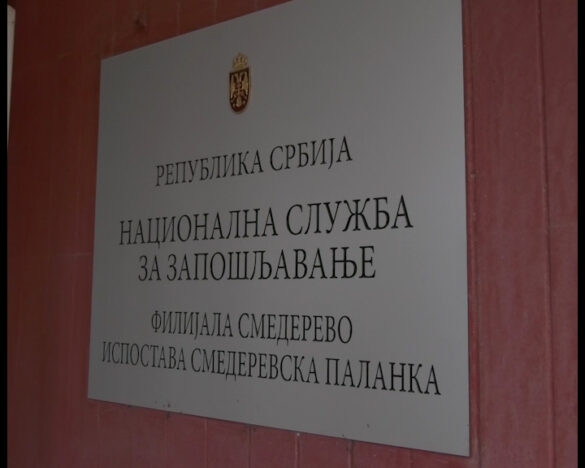 РЕПУБЛИКА СРБИЈА
НАЦИОНАЛНА СЛУЖБА
ЗА ЗАПОШЉАВАЊЕ
ФИЛИЈАЛА СМЕДЕРЕВО
ИСПОСТАВА СМЕДЕРЕВСКА ПАЛАНКА